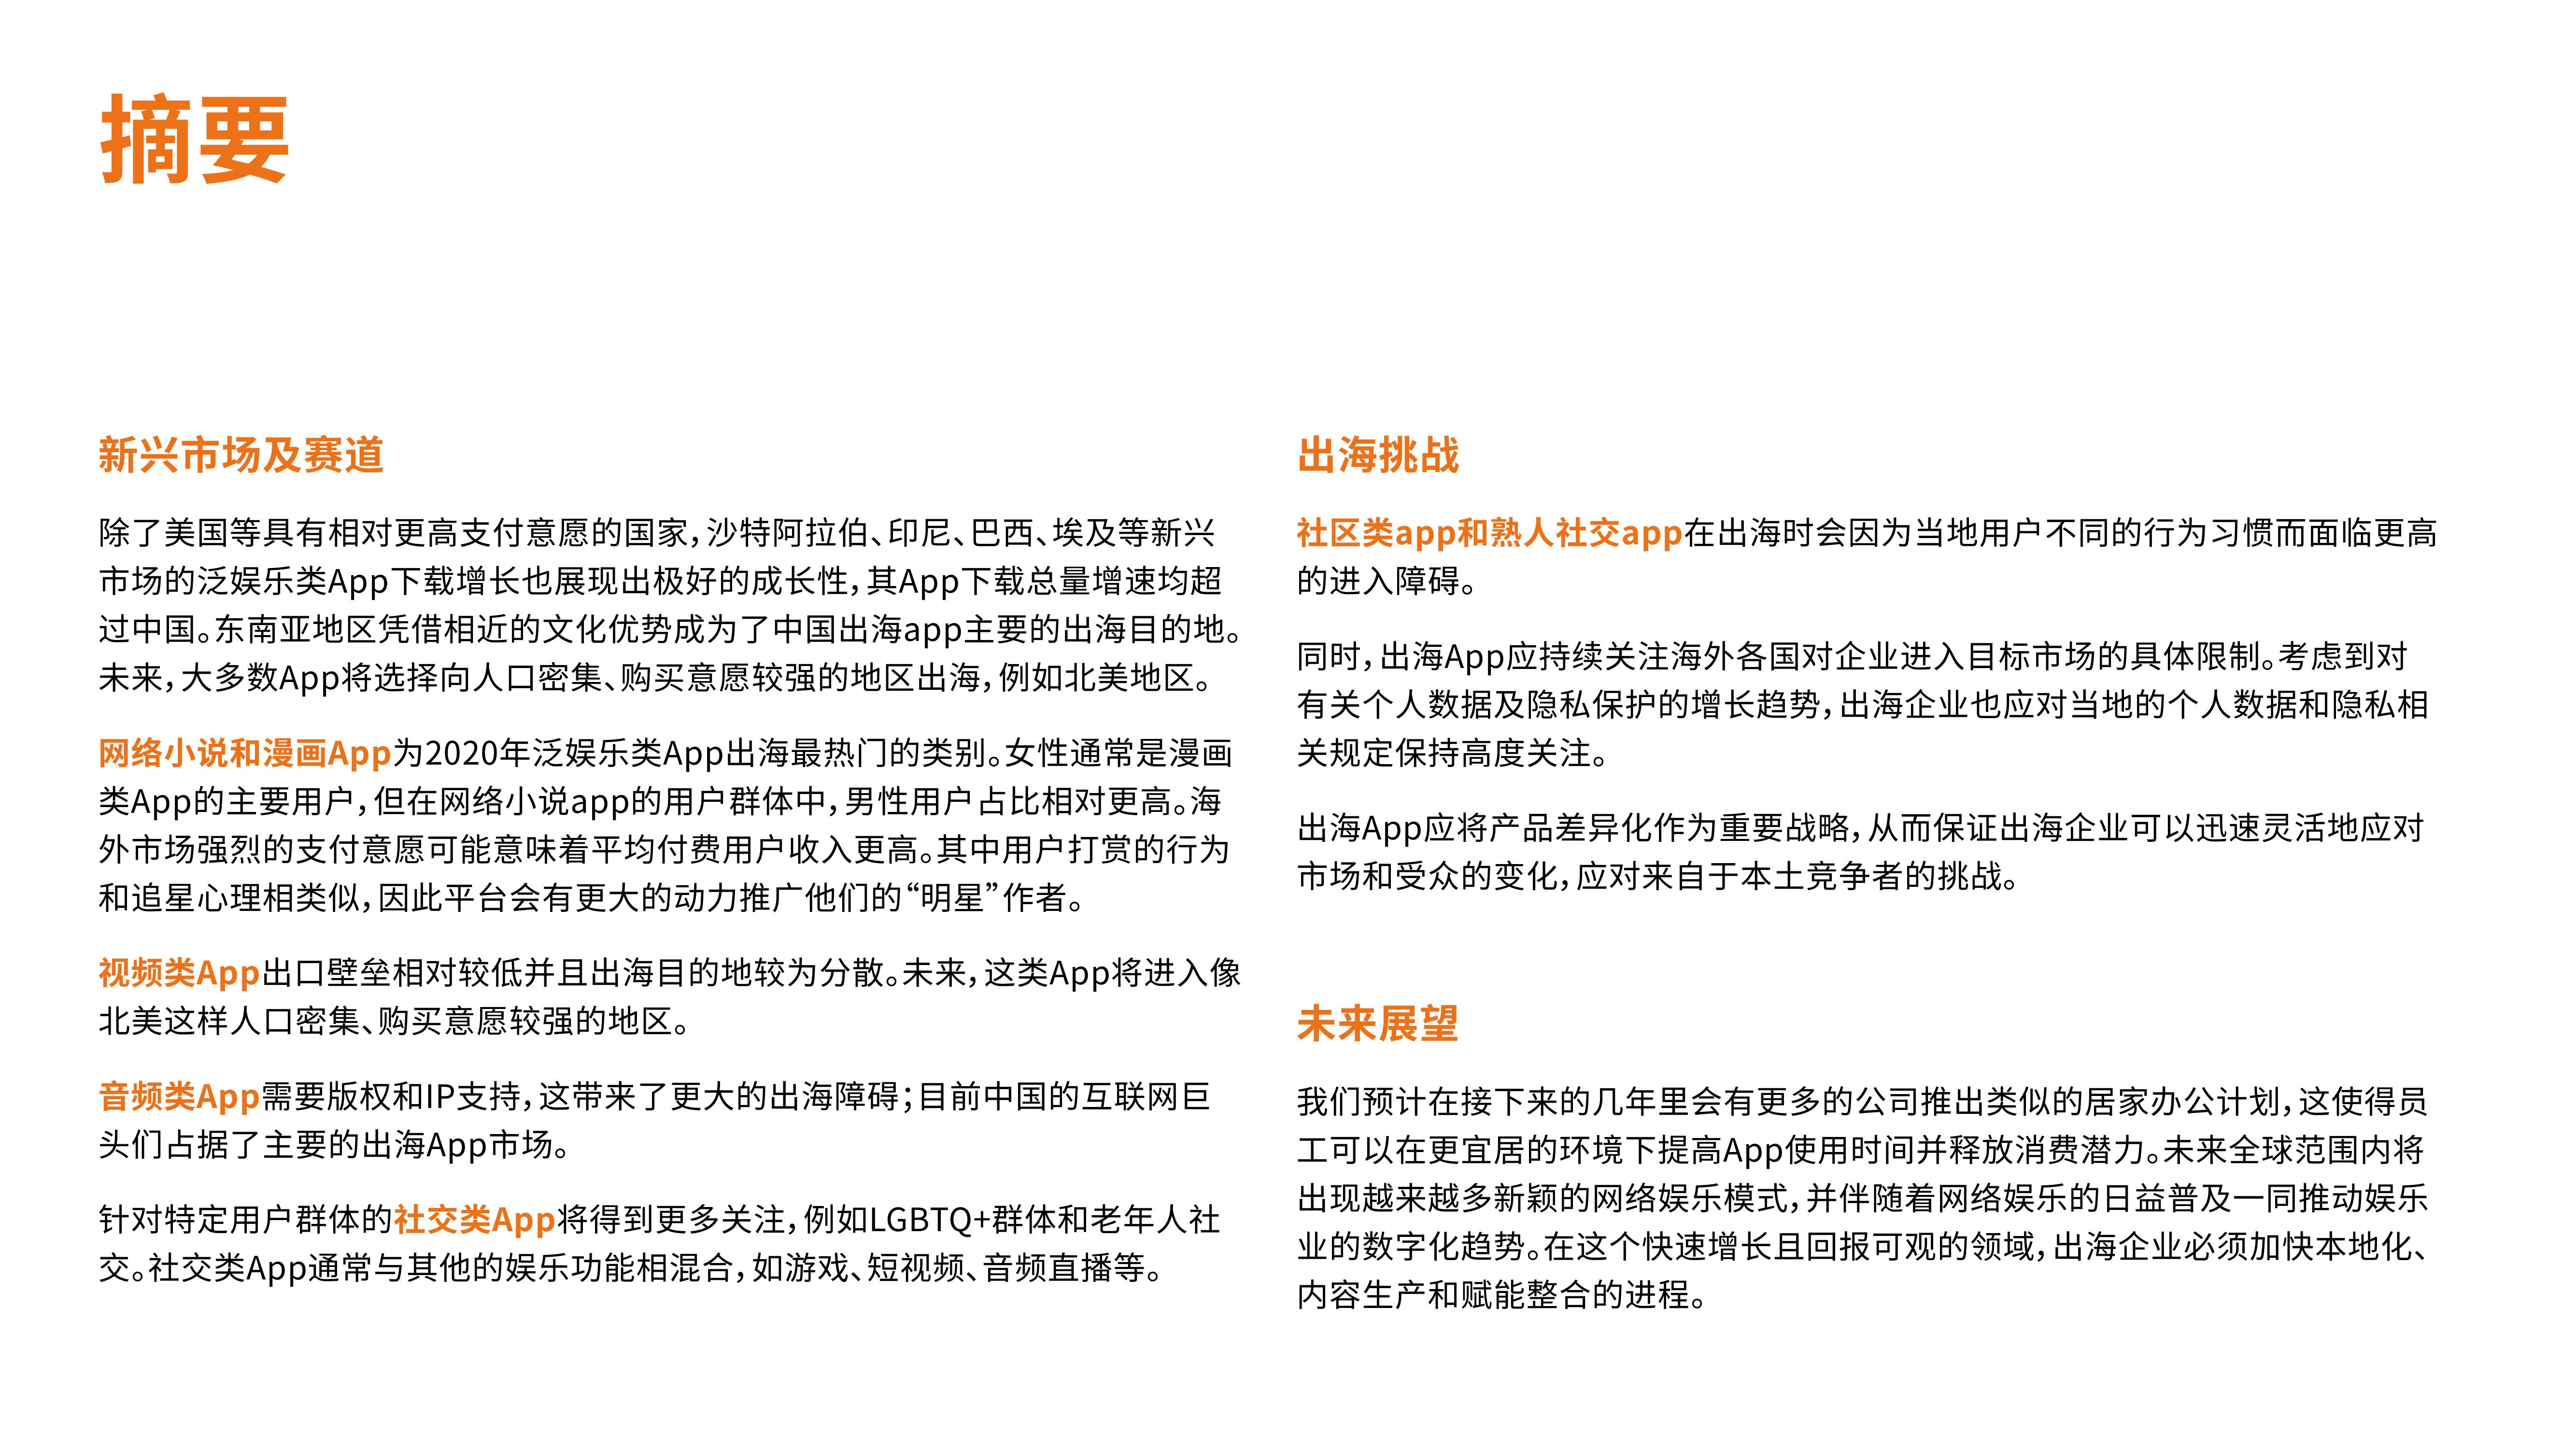 摘要
新兴市场及赛道
除了美国等具有相对更高支付意愿的国家，沙特阿拉伯、印尼、巴西、埃及等新兴
市场的泛娱乐类App下载增长也展现出极好的成长性，其App下载总量增速均超
过中国。东南亚地区凭借相近的文化优势成为了中国出海app主要的出海目的地。
未来，大多数App将选择向人口密集、购买意愿较强的地区出海，例如北美地区。
网络小说和漫画App为2020年泛娱乐类App出海最热门的类别。女性通常是漫画
类App的主要用户，但在网络小说app的用户群体中，男性用户占比相对更高。海
外市场强烈的支付意愿可能意味着平均付费用户收入更高。其中用户打赏的行为
和追星心理相类似，因此平台会有更大的动力推广他们的“明星”作者。
视频类App出口壁垒相对较低并且出海目的地较为分散。未来，这类App将进入像
北美这样人口密集、购买意愿较强的地区。
音频类App需要版权和IP支持，这带来了更大的出海障碍；目前中国的互联网巨
头们占据了主要的出海App市场。
针对特定用户群体的社交类App将得到更多关注，例如LGBTQ+群体和老年人社
交。社交类App通常与其他的娱乐功能相混合，如游戏、短视频、音频直播等。
出海挑战
社区类app和熟人社交app在出海时会因为当地用户不同的行为习惯而面临更高
的进入障碍。
同时，出海App应持续关注海外各国对企业进入目标市场的具体限制。考虑到对
有关个人数据及隐私保护的增长趋势，出海企业也应对当地的个人数据和隐私相
关规定保持高度关注。
出海App应将产品差异化作为重要战略，从而保证出海企业可以迅速灵活地应对
市场和受众的变化，应对来自于本土竞争者的挑战。
未来展望
我们预计在接下来的几年里会有更多的公司推出类似的居家办公计划，这使得员
工可以在更宜居的环境下提高App使用时间并释放消费潜力。未来全球范围内将
出现越来越多新颖的网络娱乐模式，并伴随着网络娱乐的日益普及一同推动娱乐
业的数字化趋势。在这个快速增长且回报可观的领域，出海企业必须加快本地化、
内容生产和赋能整合的进程。